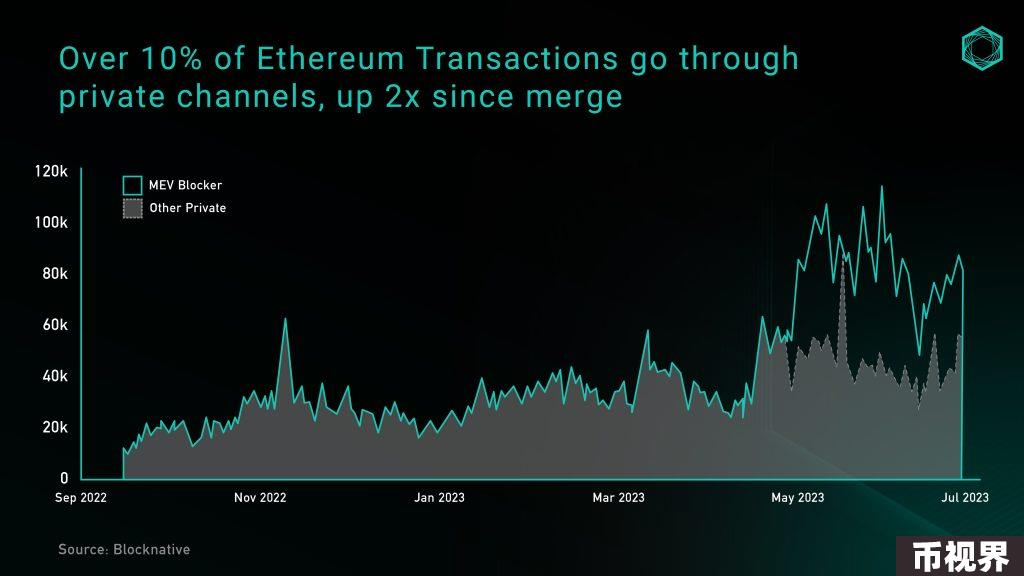 Over 10% of Ethereum Transactions go through
private channels, up 2x since merge
120k
100k
80k
60k
40k
20k
0
MEV Blocker
Other Private
Sep 2022
Nov 2022
Jan 2023
Mar 2023
May 2023
Jul 2023
Source: Blocknative
币视界